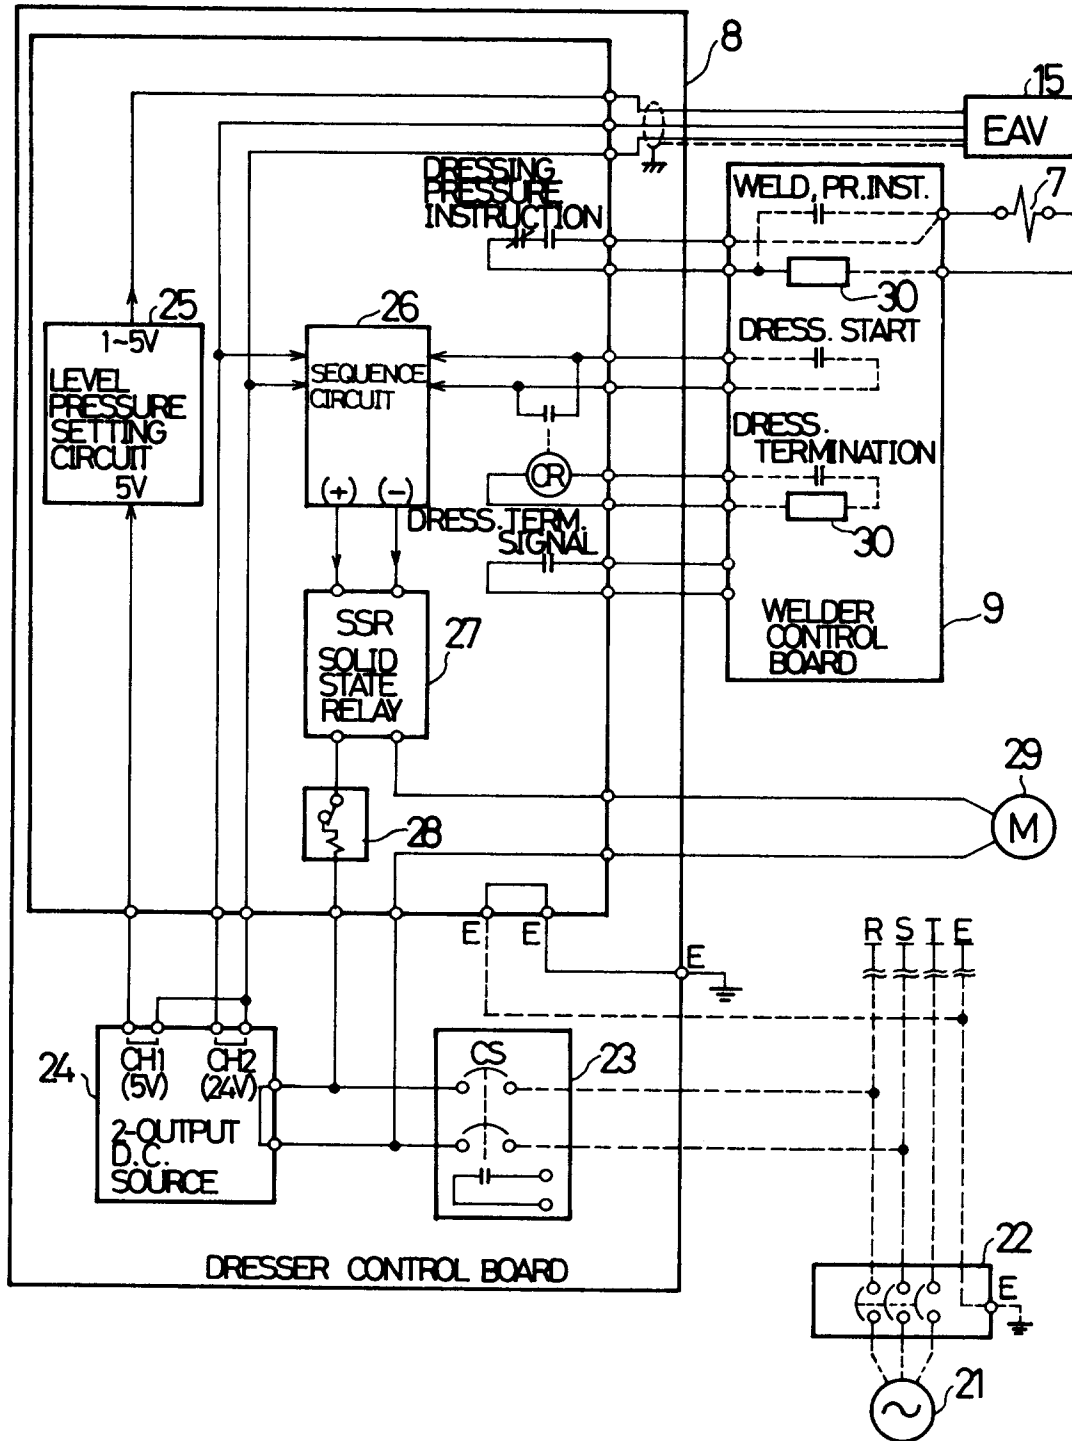 8
15
EAV
DRESSING
PRESSURE
INSTRUCTION
WELD, PR.INST.
7
30
25
1~5V
LEVEL
PRESSURE
SETTING
CIRCUIT
5V
26
SEQUENCE
CIRCUIT
(+) (-)
DRESS. START
DRESS.
TERMINATION
CR
30
DRESS.TERM.
SIGNAL
SSR
SOLID
STATE
RELAY
27
WELDER
CONTROL
BOARD
9
28
29
M
E E
E
R S T E
24
CH1 CH2
(5V) (24V)
2-OUTPUT
D.C.
SOURCE
CS
23
DRESSER CONTROL BOARD
22
E
21